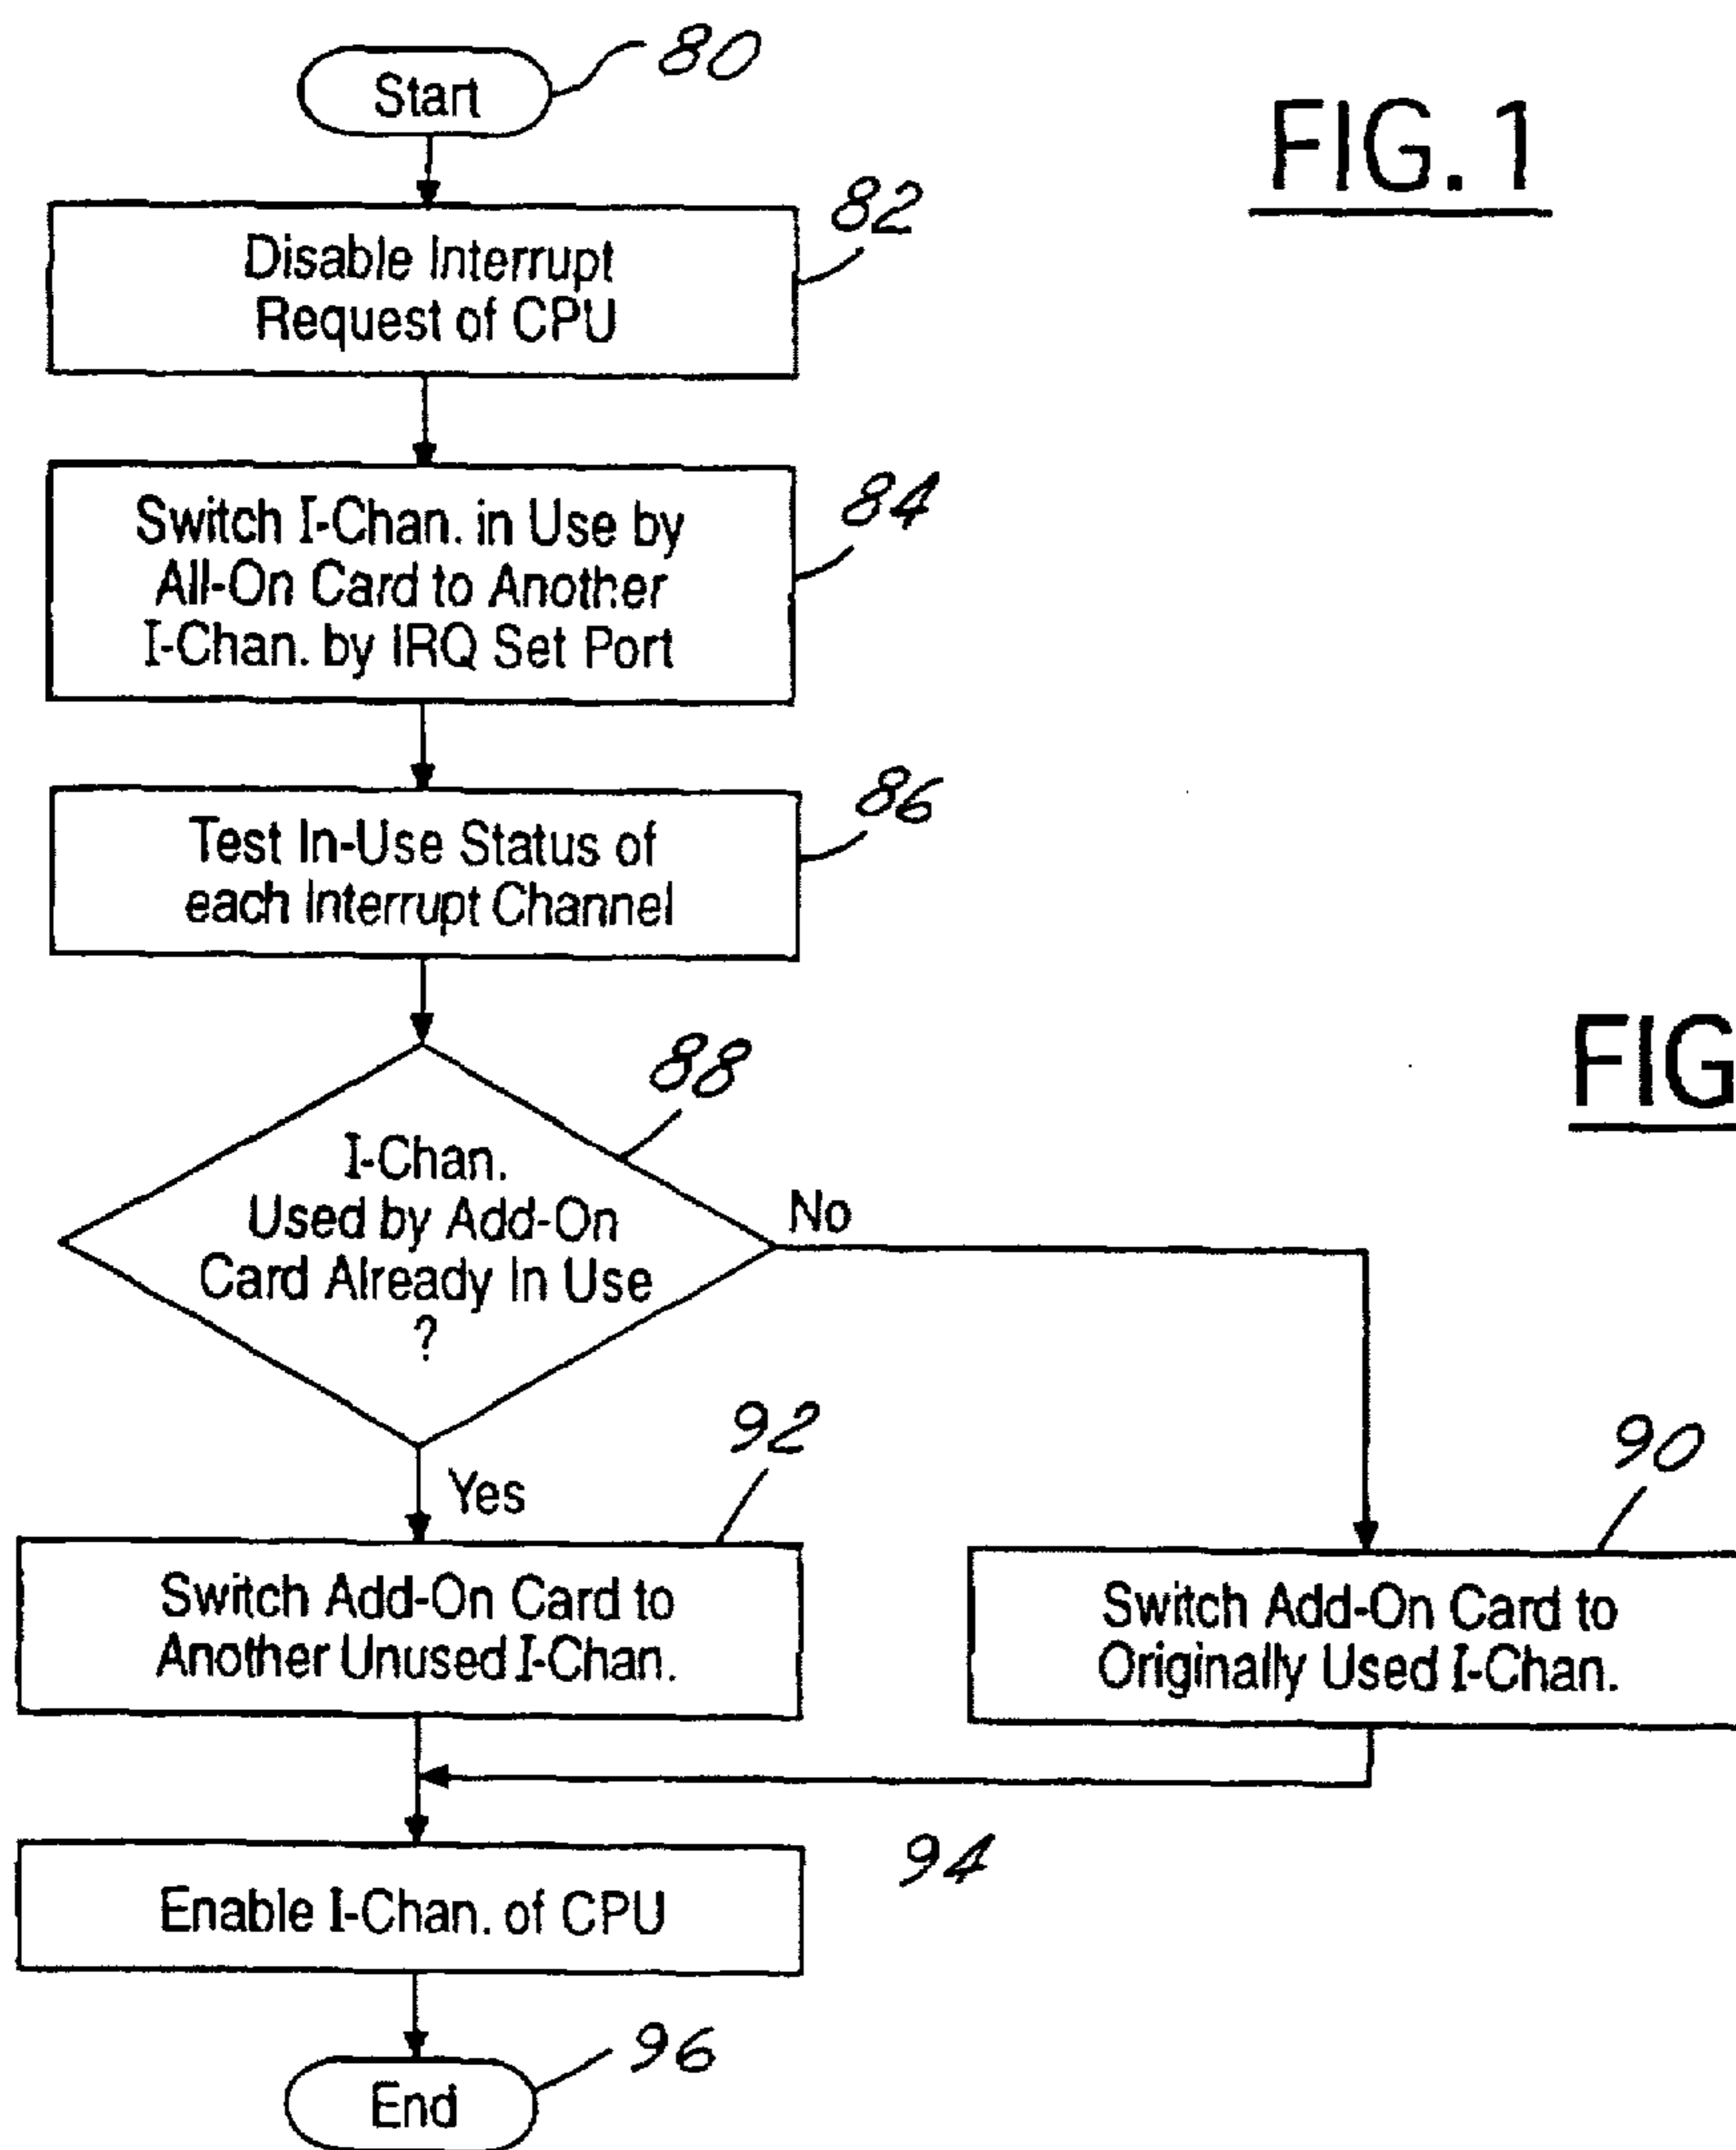 Start
80
FIG. 1
82
Disable Interrupt
Request of CPU
84
Switch I-Chan. in Use by
All-On Card to Another
I-Chan. by IRQ Set Port
86
Test In-Use Status of
each Interrupt Channel
FIG
88
I-Chan.
Used by Add-On
Card Already In Use
?
No
Yes
92
90
Switch Add-On Card to
Another Unused I-Chan.
Switch Add-On Card to
Originally Used I-Chan.
94
Enable I-Chan. of CPU
96
End